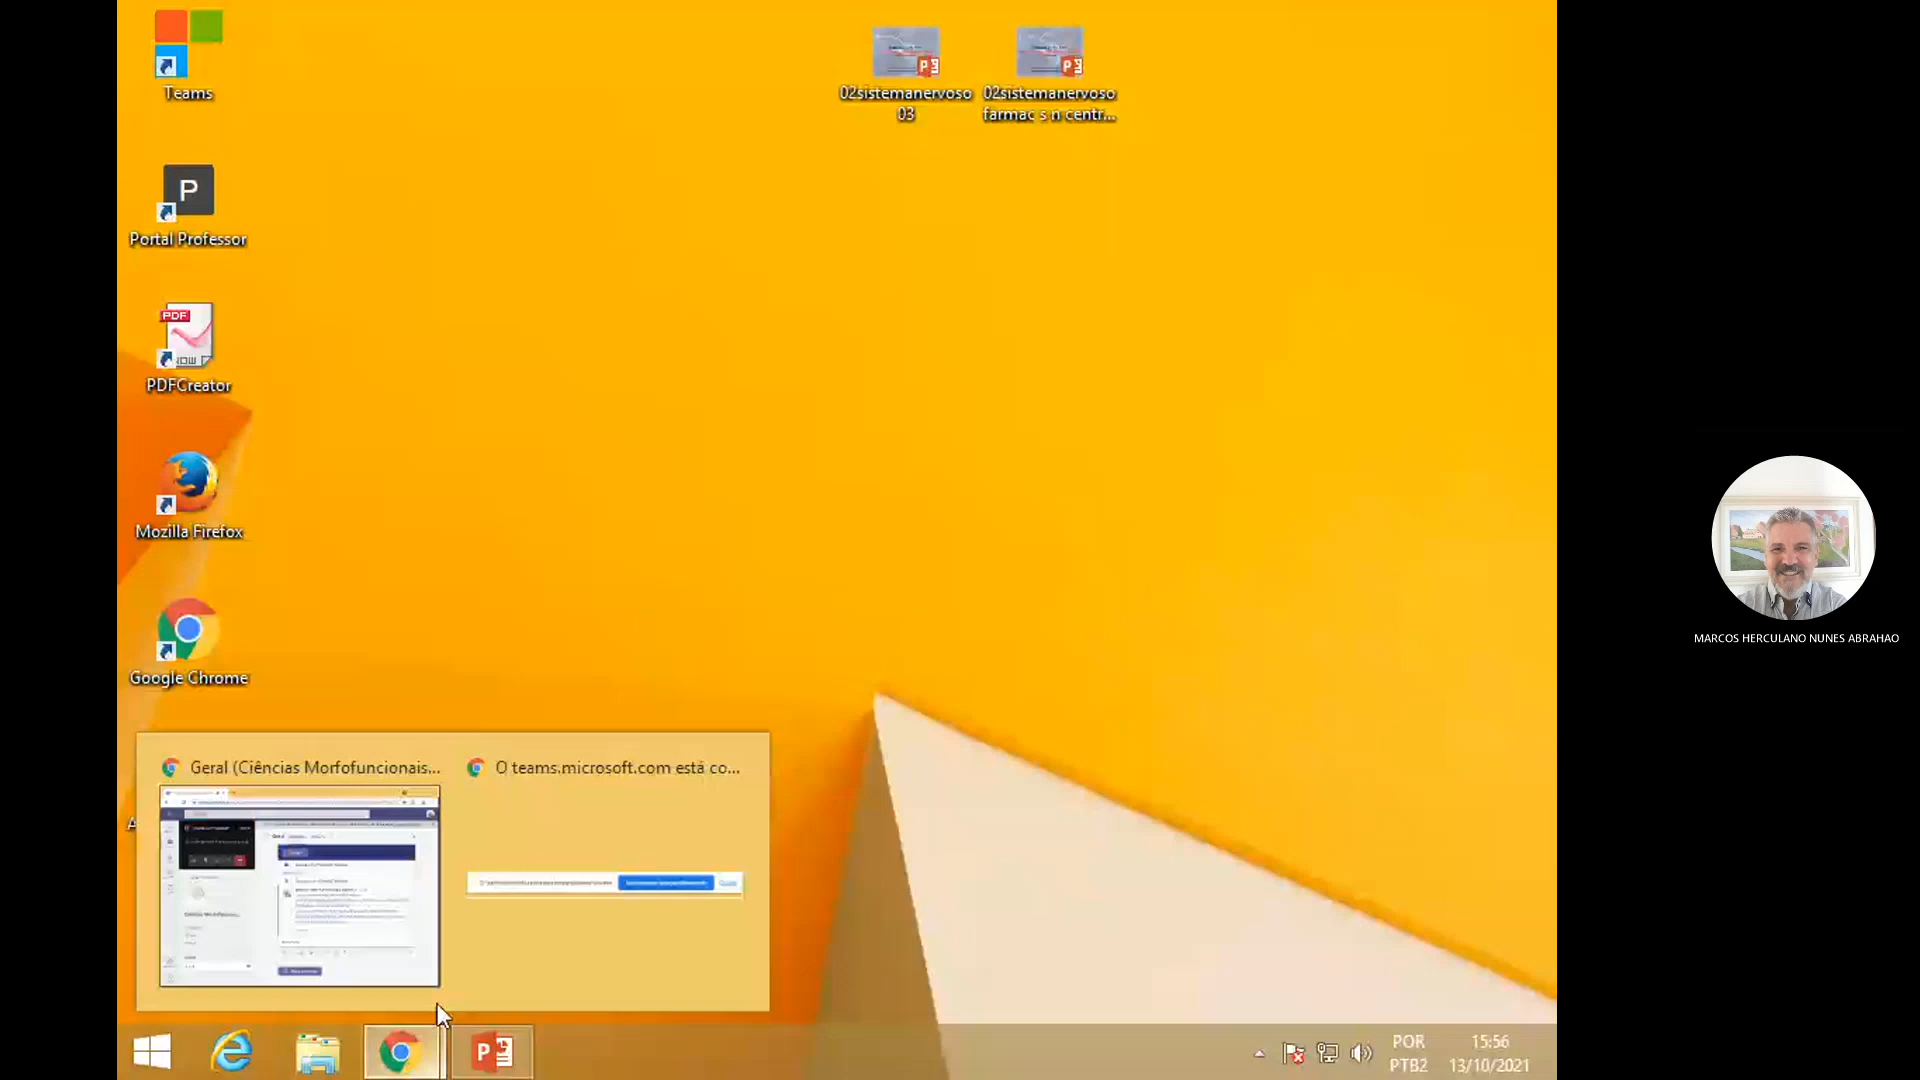 Teams
02sistemanervoso
03
02sistemanervoso
farmac s n centr...
P
Portal Professor
PDF
PDFCreator
Mozilla Firefox
Google Chrome
Geral (Ciências Morfofuncionais...
O teams.microsoft.com está co...
MARCOS HERCULANO NUNES ABRAHAO
POR
PTB2
15:56
13/10/2021